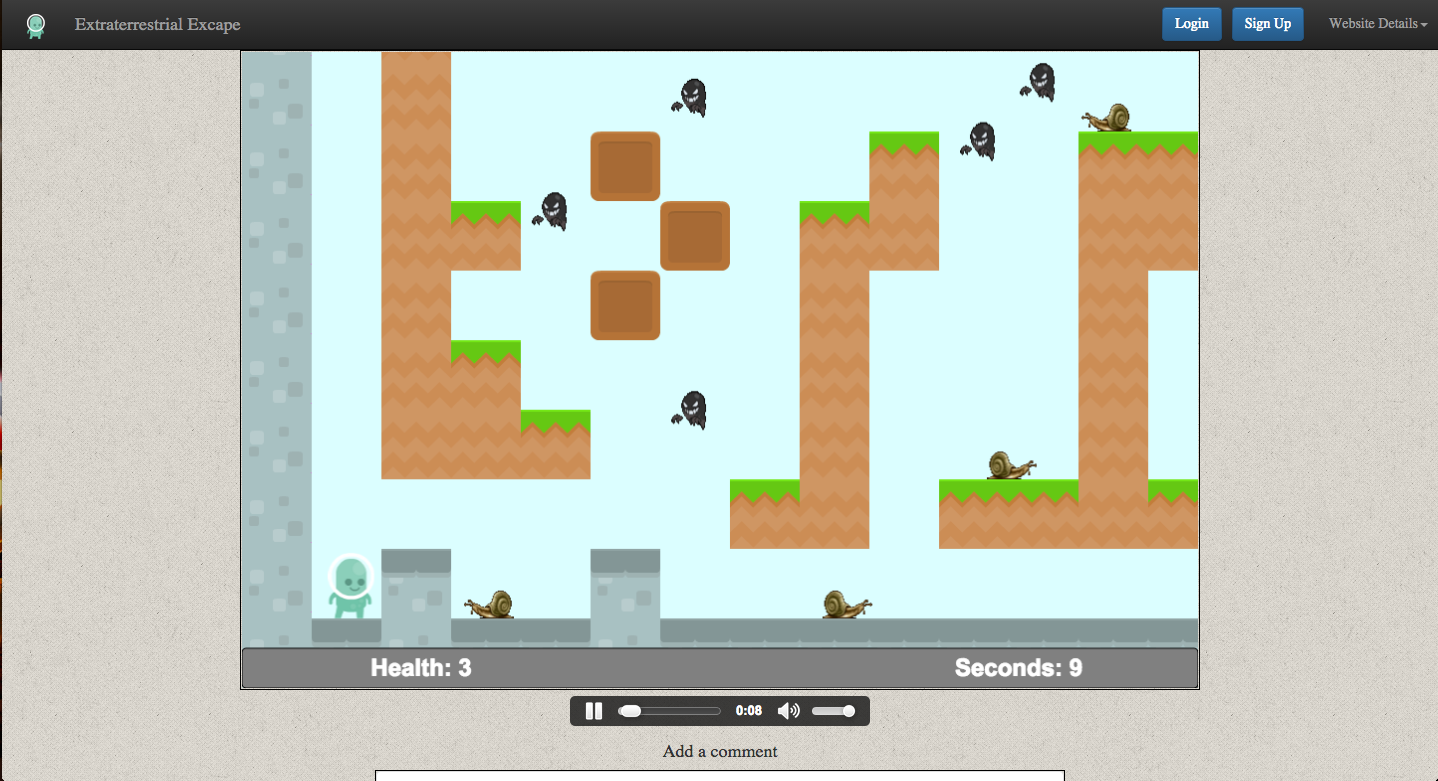 Extraterrestrial Excape
Login
Sign Up
Website Details
Health: 3
Seconds: 9
0:08
Add a comment